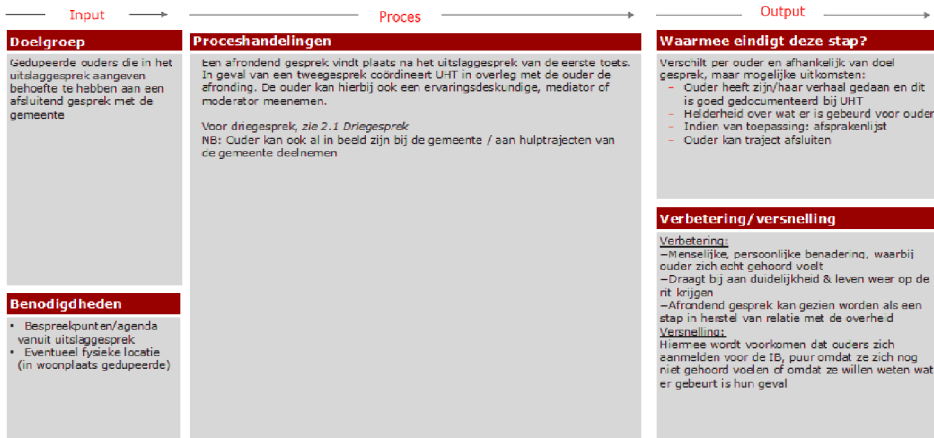 Input
Proces
Output
Doelgroep
Gedupeerde ouders die in het
uitslaggesprek aangeven
behoefte te hebben aan een
afsluitend gesprek met de
gemeente
Benodigdheden
▪ Bespreekpunten/agenda
vanuit uitslaggesprek
▪ Eventueel fysieke locatie
(in woonplaats gedupeerde)
Proceshandelingen
Een afrondend gesprek vindt plaats na het uitslaggesprek van de eerste toets.
In geval van een tweegesprek coördineert UHT in overleg met de ouder de
afronding. De ouder kan hierbij ook een ervaringsdeskundige, mediator of
moderator meenemen.
Voor driegesprek, zie 2.1 Driegesprek
NB: Ouder kan ook al in beeld zijn bij de gemeente / aan hulptrajecten van
de gemeente deelnemen
Waarmee eindigt deze stap?
Verschilt per ouder en afhankelijk van doel
gesprek, maar mogelijke uitkomsten:
– Ouder heeft zijn/haar verhaal gedaan en dit
is goed gedocumenteerd bij UHT
– Helderheid over wat er is gebeurd voor ouder
– Indien van toepassing: afsprakenlijst
– Ouder kan traject afsluiten
Verbetering/versnelling
Verbetering:
–Menselijke, persoonlijke benadering, waarbij
ouder zich echt gehoord voelt
–Draagt bij aan duidelijkheid & leven weer op de
rit krijgen
–Afrondend gesprek kan gezien worden als een
stap in herstel van relatie met de overheid
Versnelling:
Hiermee wordt voorkomen dat ouders zich
aanmelden voor de IB, puur omdat ze zich nog
niet gehoord voelen of omdat ze willen weten wat
er gebeurt is hun geval